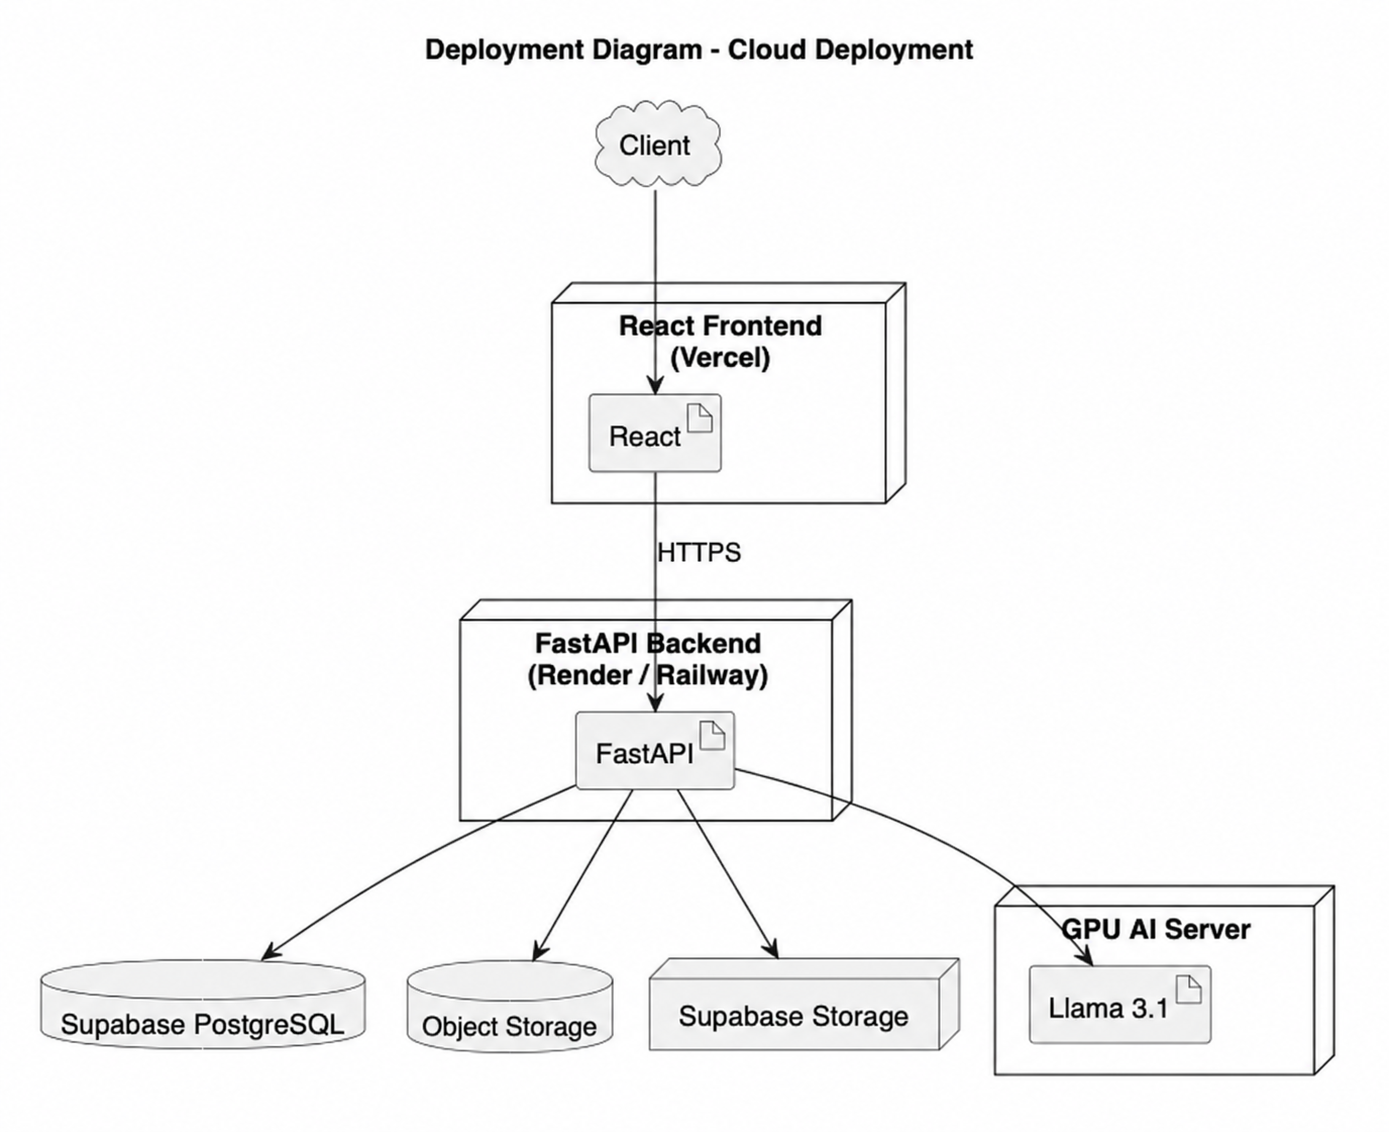 Deployment Diagram - Cloud Deployment
Client
React Frontend
(Vercel)
React
HTTPS
FastAPI Backend
(Render / Railway)
FastAPI
GPU AI Server
Supabase PostgreSQL
Object Storage
Supabase Storage
Llama 3.1